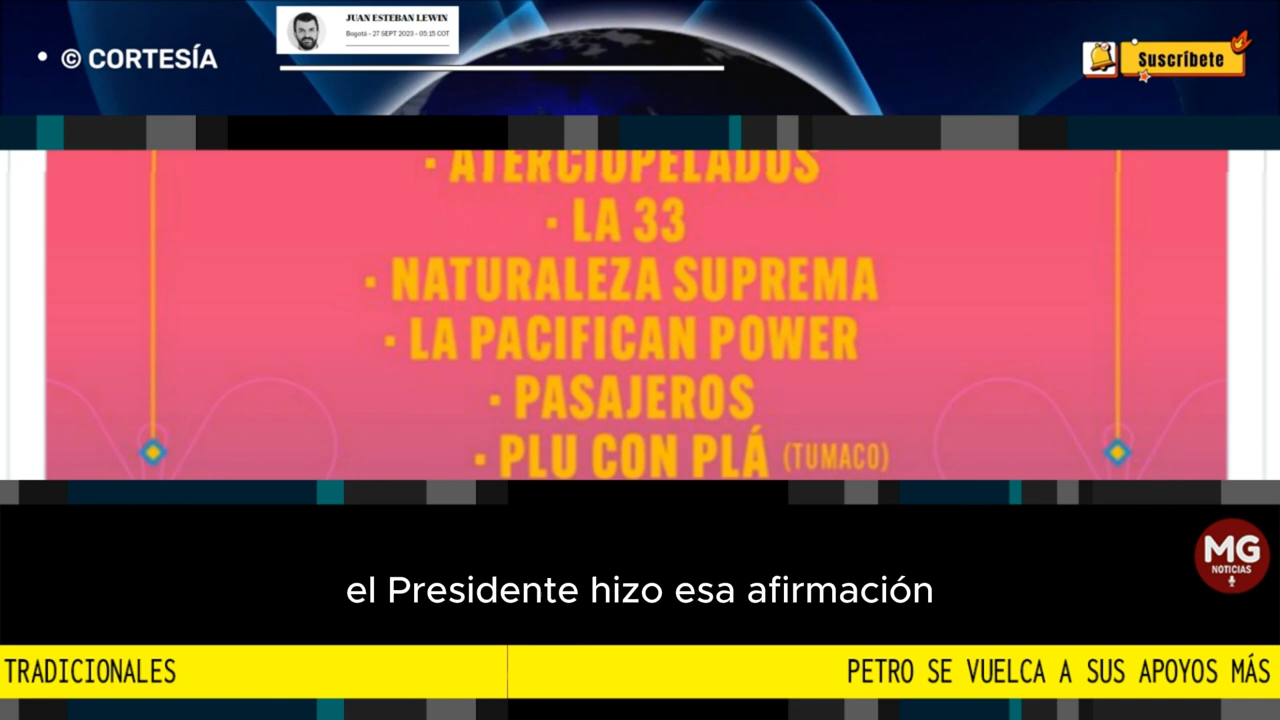 JUAN ESTEBAN LEWIN
Bogotá - 27 SEPT 2023 - 05:15 COT
• © CORTESÍA
Suscríbete
· ATERCIOPELADOS
· LA 33
· NATURALEZA SUPREMA
· LA PACIFICAN POWER
· PASAJEROS
· PLU CON PLÁ (TUMACO)
MG
NOTICIAS
el Presidente hizo esa afirmación
TRADICIONALES
PETRO SE VUELCA A SUS APOYOS MÁS